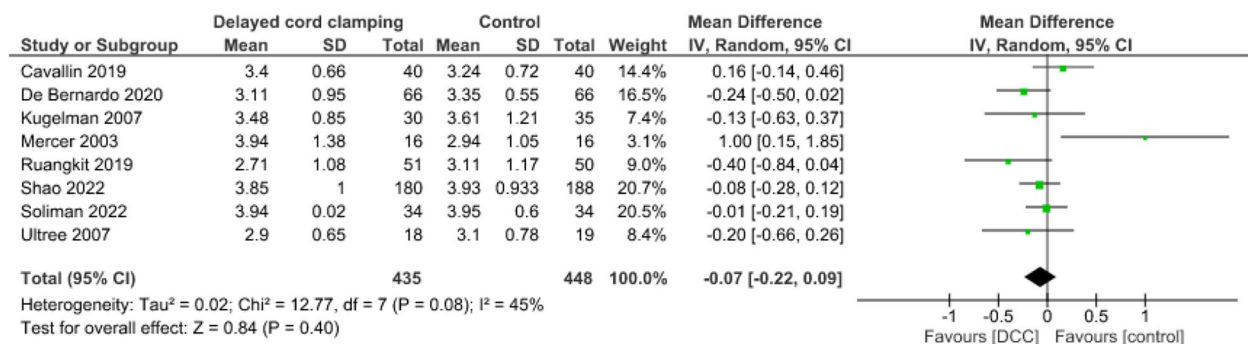 Delayed cord clamping Control Mean Difference Mean Difference
Study or Subgroup Mean SD Total Mean SD Total Weight IV, Random, 95% CI IV, Random, 95% CI
Cavallin 2019 3.4 0.66 40 3.24 0.72 40 14.4% 0.16 [-0.14, 0.46]
De Bernardo 2020 3.11 0.95 66 3.35 0.55 66 16.5% -0.24 [-0.50, 0.02]
Kugelman 2007 3.48 0.85 30 3.61 1.21 35 7.4% -0.13 [-0.63, 0.37]
Mercer 2003 3.94 1.38 16 2.94 1.05 16 3.1% 1.00 [0.15, 1.85]
Ruangkit 2019 2.71 1.08 51 3.11 1.17 50 9.0% -0.40 [-0.84, 0.04]
Shao 2022 3.85 1 180 3.93 0.933 188 20.7% -0.08 [-0.28, 0.12]
Soliman 2022 3.94 0.02 34 3.95 0.6 34 20.5% -0.01 [-0.21, 0.19]
Ultree 2007 2.9 0.65 18 3.1 0.78 19 8.4% -0.20 [-0.66, 0.26]
Total (95% CI) 435 448 100.0% -0.07 [-0.22, 0.09]
Heterogeneity: Tau² = 0.02; Chi² = 12.77, df = 7 (P = 0.08); I² = 45%
Test for overall effect: Z = 0.84 (P = 0.40)
-1 -0.5 0 0.5 1
Favours [DCC] Favours [control]